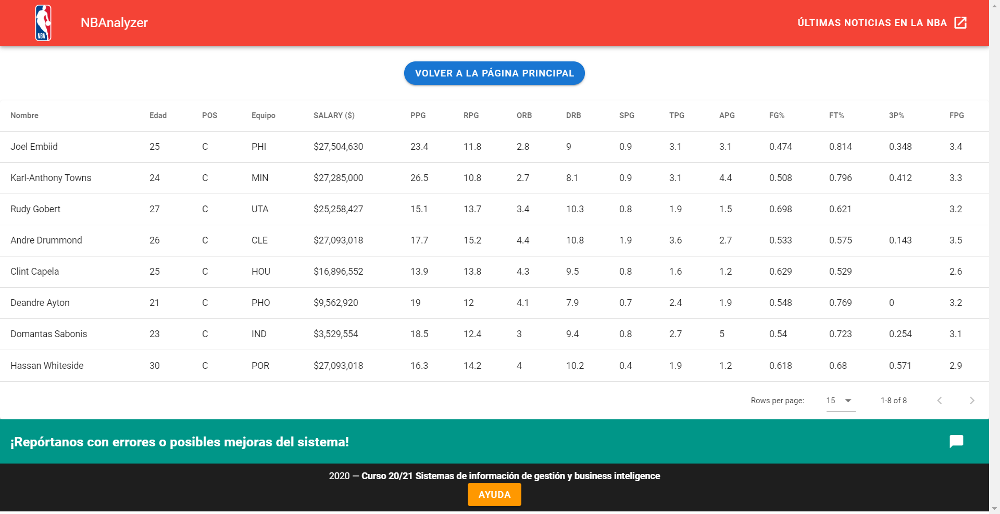 NBA
NBAnalyzer
ÚLTIMAS NOTICIAS EN LA NBA
VOLVER A LA PÁGINA PRINCIPAL
Nombre Edad POS Equipo SALARY ($) PPG RPG ORB DRB SPG TPG APG FG% FT% 3P% FPG
Joel Embiid 25 C PHI $27,504,630 23.4 11.8 2.8 9 0.9 3.1 3.1 0.474 0.814 0.348 3.4
Karl-Anthony Towns 24 C MIN $27,285,000 26.5 10.8 2.7 8.1 0.9 3.1 4.4 0.508 0.796 0.412 3.3
Rudy Gobert 27 C UTA $25,258,427 15.1 13.7 3.4 10.3 0.8 1.9 1.5 0.698 0.621 3.2
Andre Drummond 26 C CLE $27,093,018 17.7 15.2 4.4 10.8 1.9 3.6 2.7 0.533 0.575 0.143 3.5
Clint Capela 25 C HOU $16,896,552 13.9 13.8 4.3 9.5 0.8 1.6 1.2 0.629 0.529 2.6
Deandre Ayton 21 C PHO $9,562,920 19 12 4.1 7.9 0.7 2.4 1.9 0.548 0.769 0 3.2
Domantas Sabonis 23 C IND $3,529,554 18.5 12.4 3 9.4 0.8 2.7 5 0.54 0.723 0.254 3.1
Hassan Whiteside 30 C POR $27,093,018 16.3 14.2 4 10.2 0.4 1.9 1.2 0.618 0.68 0.571 2.9
Rows per page: 15 1-8 of 8
¡Repórtanos con errores o posibles mejoras del sistema!
2020 — Curso 20/21 Sistemas de información de gestión y business inteligence
AYUDA